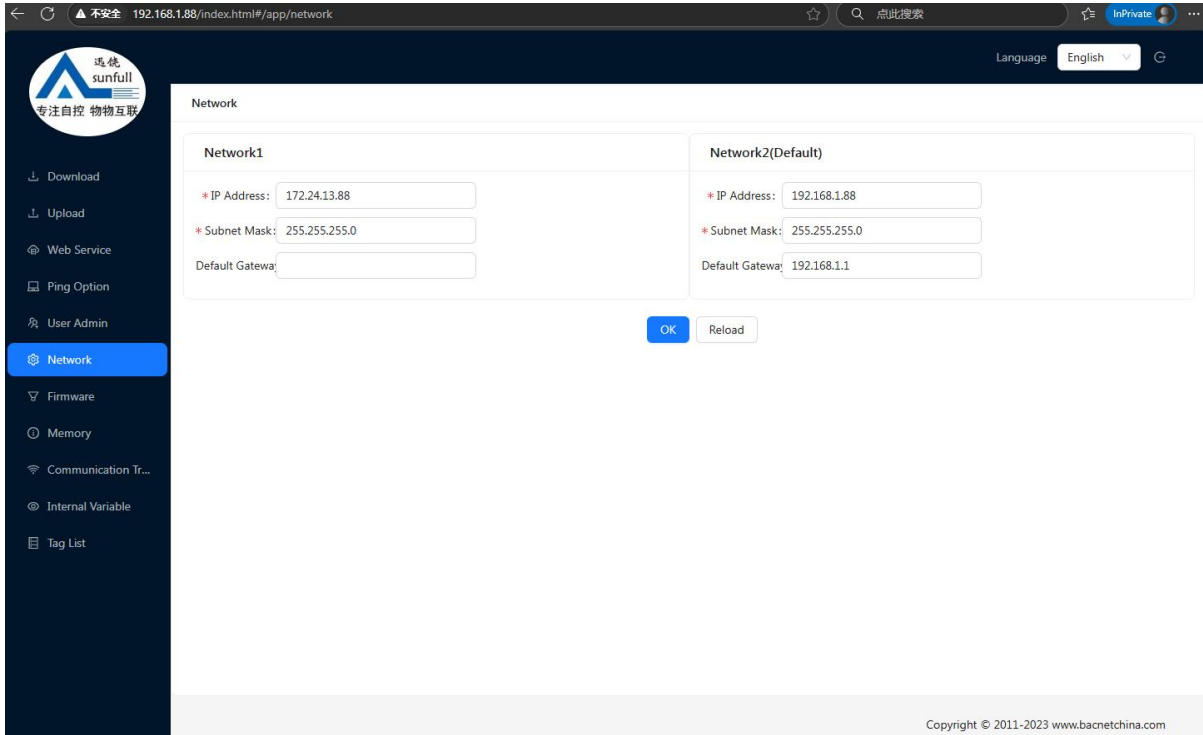 不安全 192.168.1.88/index.html#/app/network
点此搜索
InPrivate
迅饶
sunfull
专注自控 物物互联
Language English
Network
Download
Upload
Web Service
Ping Option
User Admin
Network
Firmware
Memory
Communication Tr...
Internal Variable
Tag List
Network1
* IP Address: 172.24.13.88
* Subnet Mask: 255.255.255.0
Default Gateway
Network2(Default)
* IP Address: 192.168.1.88
* Subnet Mask: 255.255.255.0
Default Gateway 192.168.1.1
OK Reload
Copyright © 2011-2023 www.bacnetchina.com